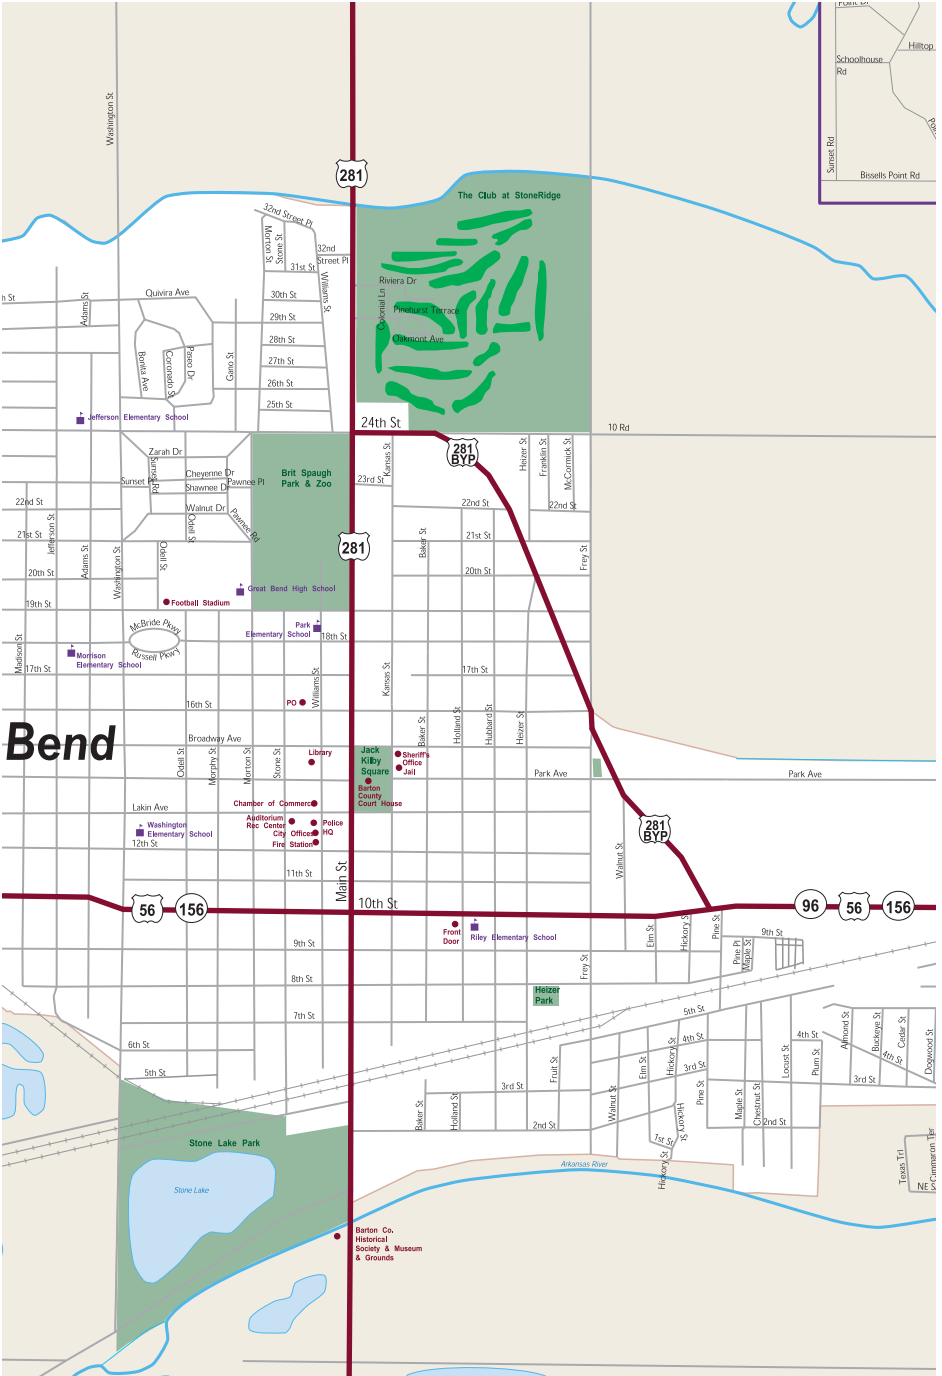 Point Dr
Hilltop
Schoolhouse
Rd
Sunset Rd
Bissells Point Rd
Washington St
281
The Club at StoneRidge
32nd Street Pl
Morton St
Stone St
32nd
Street Pl
31st St
Williams St
Riviera Dr
Colonial Ln
Pinehurst Terrace
Oakmont Ave
h St
Adams St
Quivira Ave
30th St
29th St
28th St
27th St
26th St
25th St
Bonita Ave
Coronado St
Paseo Dr
Gano St
Jefferson Elementary School
24th St
10 Rd
281
BYP
Kansas St
Heizer St
Franklin St
McCormick St
Zarah Dr
Sunset Pl
Sunset Rd
Cheyenne Dr
Shawnee Dr
Pawnee Pl
Walnut Dr
Pawnee Rd
Odell St
Brit Spaugh
Park & Zoo
23rd St
22nd St
22nd St
22nd St
21st St
21st St
Jefferson St
Adams St
Washington St
Odell St
281
Baker St
Frey St
20th St
20th St
Great Bend High School
19th St
Football Stadium
McBride Pkwy
Russell Pkwy
Park
Elementary School
18th St
Madison St
Morrison
Elementary School
17th St
17th St
Williams St
Kansas St
16th St
PO
Baker St
Holland St
Hubbard St
Heizer St
Bend
Broadway Ave
Odell St
Morphy St
Morton St
Stone St
Library
Jack
Kilby
Square
Sheriff's
Office
Jail
Barton
County
Court House
Park Ave
Park Ave
Chamber of Commerce
Lakin Ave
Auditorium
Rec Center
City Offices
Police
HQ
Fire Station
Washington
Elementary School
12th St
281
BYP
Walnut St
11th St
Main St
10th St
56
156
96
56
156
Front
Door
Riley Elementary School
Elm St
Hickory St
Pine St
9th St
9th St
Pine Pl
Maple St
Frey St
8th St
Heizer
Park
7th St
5th St
6th St
5th St
4th St
4th St
4th St
Almond St
Buckeye St
Cedar St
Dogwood St
Fruit St
Elm St
Hickory St
3rd St
3rd St
3rd St
Locust St
Plum St
Baker St
Holland St
Walnut St
Pine St
Maple St
Chestnut St
2nd St
2nd St
Hickory St
1st St
Hickory St
Stone Lake Park
Stone Lake
Arkansas River
Texas Trl
Cimmaron Ter
Barton Co.
Historical
Society & Museum
& Grounds